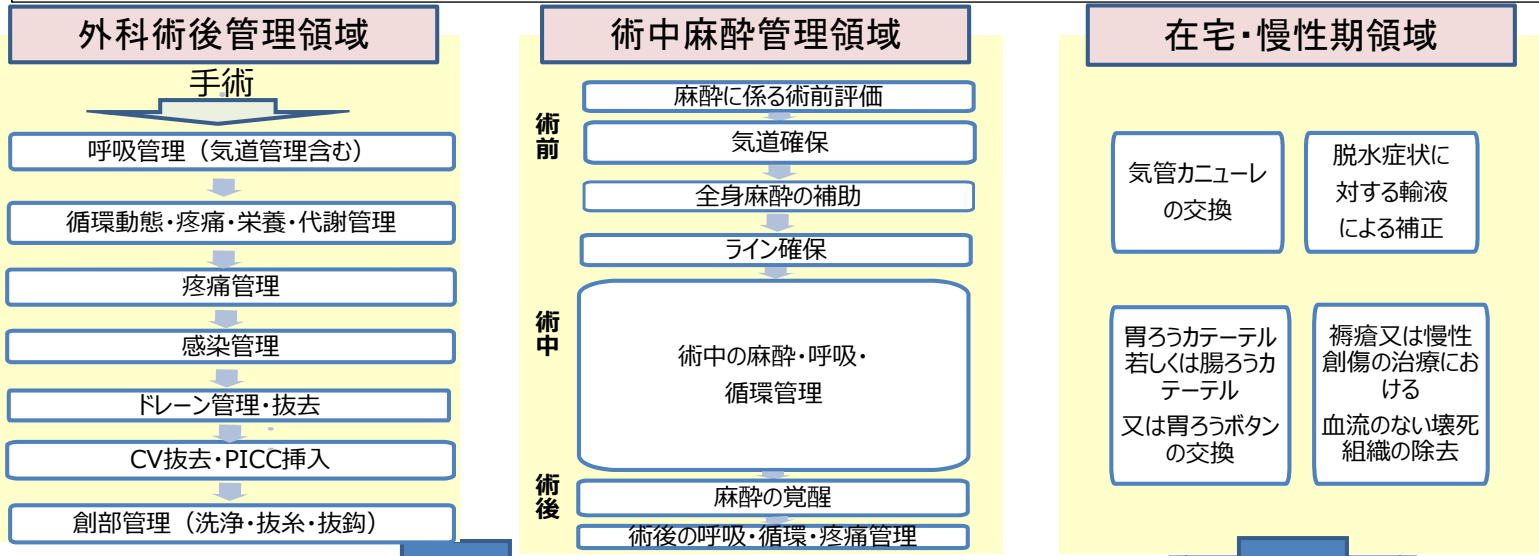 外科術後管理領域
手術
呼吸管理（気道管理含む）
循環動態・疼痛・栄養・代謝管理
疼痛管理
感染管理
ドレーン管理・抜去
CV抜去・PICC挿入
創部管理（洗浄・抜糸・抜鈎）
術中麻酔管理領域
術前
麻酔に係る術前評価
気道確保
全身麻酔の補助
ライン確保
術中
術中の麻酔・呼吸・
循環管理
術後
麻酔の覚醒
術後の呼吸・循環・疼痛管理
在宅・慢性期領域
気管カニューレ
の交換
脱水症状に
対する輸液
による補正
胃ろうカテーテル
若しくは腸ろうカ
テーテル
又は胃ろうボタン
の交換
褥瘡又は慢性
創傷の治療にお
ける
血流のない壊死
組織の除去